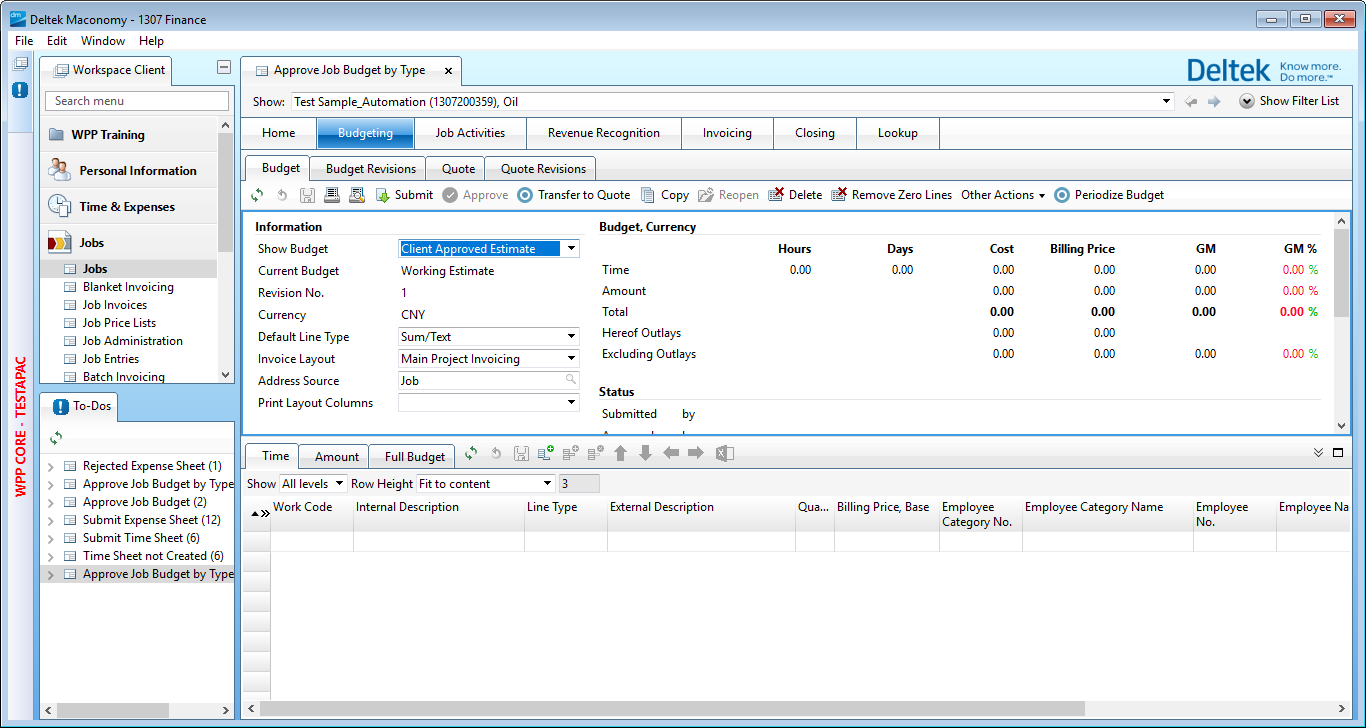 dm Deltek Maconomy - 1307 Finance
File Edit Window Help
WPP CORE - TESTAPAC
Workspace Client
Search menu
WPP Training
Personal Information
Time & Expenses
Jobs
Jobs
Blanket Invoicing
Job Invoices
Job Price Lists
Job Administration
Job Entries
Batch Invoicing
To-Dos
Rejected Expense Sheet (1)
Approve Job Budget by Type
Approve Job Budget (2)
Submit Expense Sheet (12)
Submit Time Sheet (6)
Time Sheet not Created (6)
Approve Job Budget by Type
Approve Job Budget by Type
Deltek Know more.
Do more.™
Show: Test Sample_Automation (1307200359), Oil Show Filter List
Home Budgeting Job Activities Revenue Recognition Invoicing Closing Lookup
Budget Budget Revisions Quote Quote Revisions
Submit Approve Transfer to Quote Copy Reopen Delete Remove Zero Lines Other Actions Periodize Budget
Information
Show Budget Client Approved Estimate
Current Budget Working Estimate
Revision No. 1
Currency CNY
Default Line Type Sum/Text
Invoice Layout Main Project Invoicing
Address Source Job
Print Layout Columns
Budget, Currency
Hours Days Cost Billing Price GM GM %
Time 0.00 0.00 0.00 0.00 0.00 0.00 %
Amount 0.00 0.00 0.00 0.00 %
Total 0.00 0.00 0.00 0.00 %
Hereof Outlays 0.00 0.00
Excluding Outlays 0.00 0.00 0.00 0.00 %
Status
Submitted by
Time Amount Full Budget
Show All levels Row Height Fit to content 3
Work Code Internal Description Line Type External Description Qua... Billing Price, Base Employee Category No. Employee Category Name Employee No. Employee Na